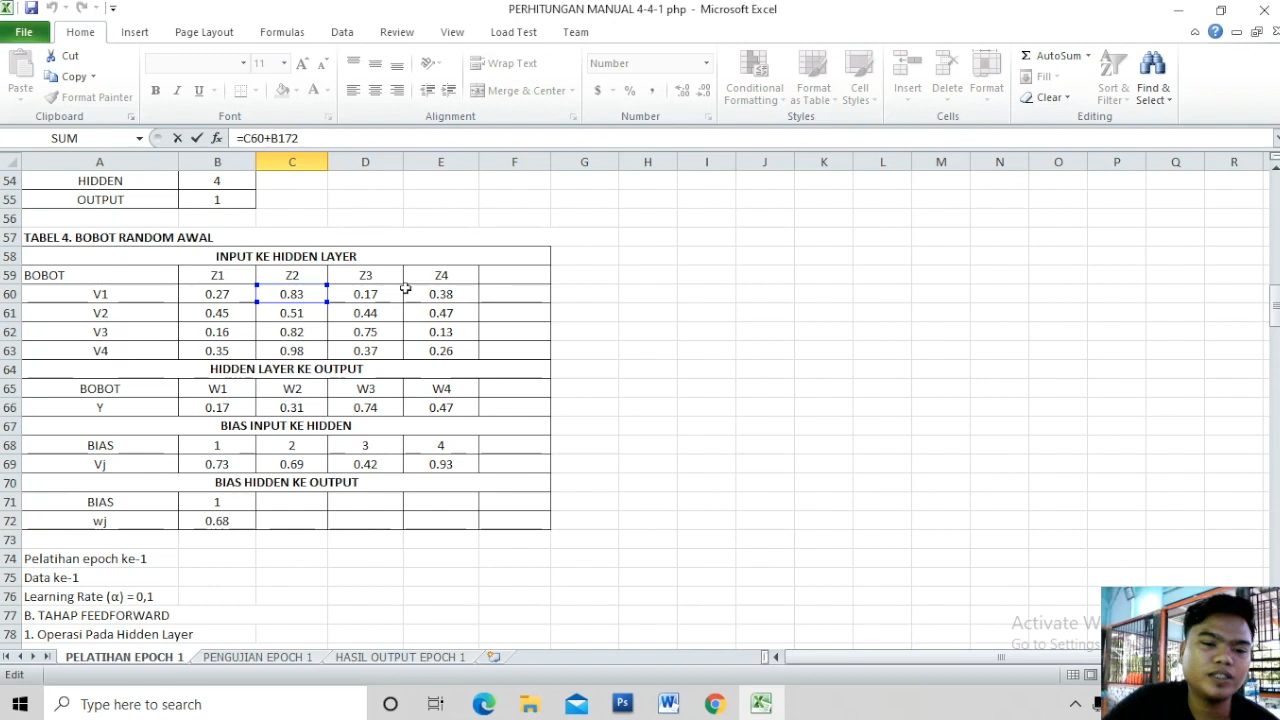 PERHITUNGAN MANUAL 4-4-1 php - Microsoft Excel
File Home Insert Page Layout Formulas Data Review View Load Test Team
Paste Cut Copy Format Painter Clipboard
11 Font
Wrap Text Merge & Center Alignment
Number Number
Conditional Formatting Format as Table Cell Styles Styles
Insert Delete Format Cells
AutoSum Fill Clear Sort & Filter Find & Select Editing
SUM =C60+B172
A B C D E F G H I J K L M N O P Q R
54 HIDDEN 4
55 OUTPUT 1
56
57 TABEL 4. BOBOT RANDOM AWAL
58 INPUT KE HIDDEN LAYER
59 BOBOT Z1 Z2 Z3 Z4
60 V1 0.27 0.83 0.17 0.38
61 V2 0.45 0.51 0.44 0.47
62 V3 0.16 0.82 0.75 0.13
63 V4 0.35 0.98 0.37 0.26
64 HIDDEN LAYER KE OUTPUT
65 BOBOT W1 W2 W3 W4
66 Y 0.17 0.31 0.74 0.47
67 BIAS INPUT KE HIDDEN
68 BIAS 1 2 3 4
69 Vj 0.73 0.69 0.42 0.93
70 BIAS HIDDEN KE OUTPUT
71 BIAS 1
72 wj 0.68
73
74 Pelatihan epoch ke-1
75 Data ke-1
76 Learning Rate (α) = 0,1
77 B. TAHAP FEEDFORWARD
78 1. Operasi Pada Hidden Layer
Activate W
Go to Settings
PELATIHAN EPOCH 1 PENGUJIAN EPOCH 1 HASIL OUTPUT EPOCH 1
Edit
Type here to search